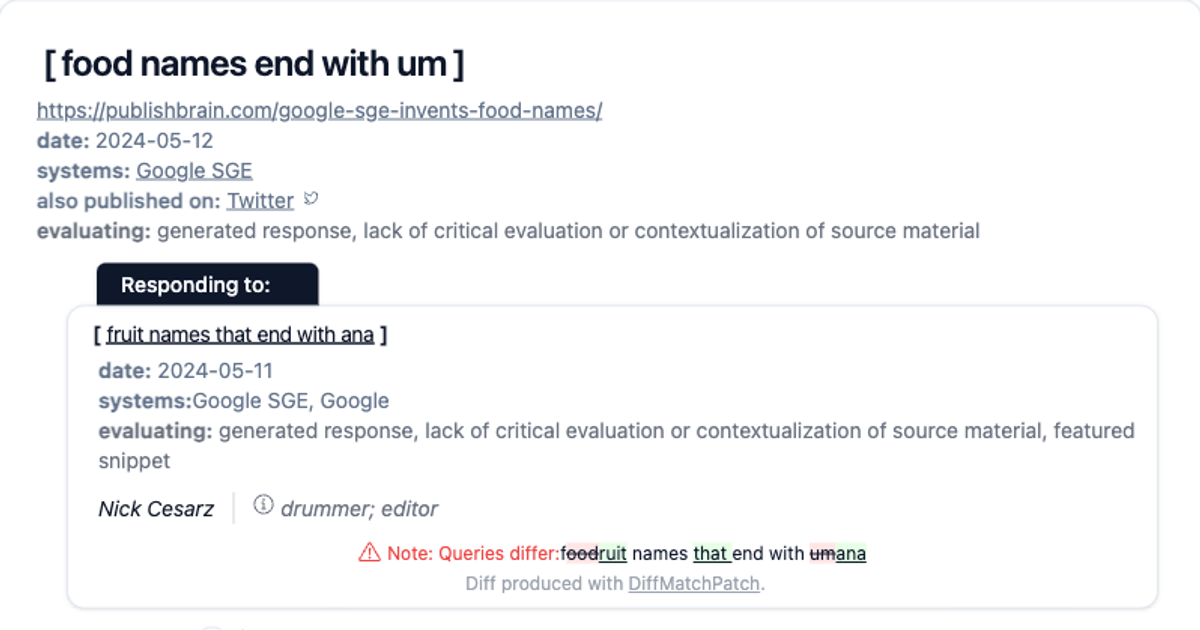 [ food names end with um ]
https://publishbrain.com/google-sge-invents-food-names/
date: 2024-05-12
systems: Google SGE
also published on: Twitter
evaluating: generated response, lack of critical evaluation or contextualization of source material
Responding to:
[ fruit names that end with ana ]
date: 2024-05-11
systems:Google SGE, Google
evaluating: generated response, lack of critical evaluation or contextualization of source material, featured
snippet
Nick Cesarz drummer; editor
Note: Queries differ:foodruit names that end with umana
Diff produced with DiffMatchPatch.